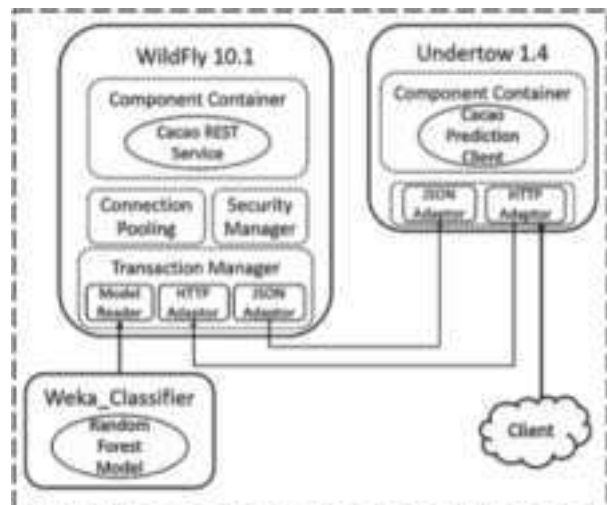 WildFly 10.1
Component Container
Cacao REST
Service
Connection
Pooling
Security
Manager
Transaction Manager
Model
Reader
HTTP
Adaptor
JSON
Adaptor
Weka_Classifier
Random
Forest
Model
Undertow 1.4
Component Container
Cacao
Prediction
Client
JSON
Adaptor
HTTP
Adaptor
Client